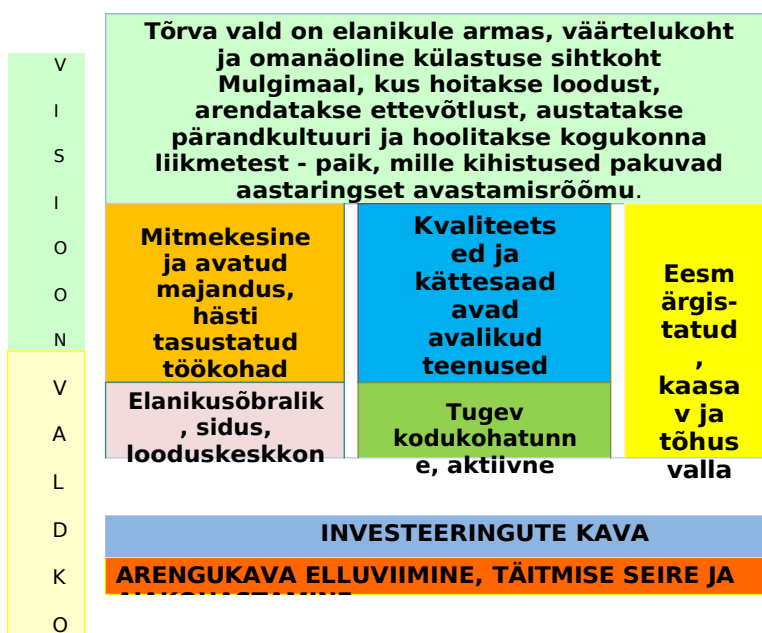 Tõrva vald on elanikule armas, väärtelukoht
ja omanäoline külastuse sihtkoht
Mulgimaal, kus hoitakse loodust,
arendatakse ettevõtlust, austatakse
pärandkultuuri ja hoolitakse kogukonna
liikmetest - paik, mille kihistused pakuvad
aastaringset avastamisrõõmu.
V
I
S
I
O
O
N
V
A
L
D
K
O
Mitmekesine
ja avatud
majandus,
hästi
tasustatud
töökohad
Kvaliteets
ed ja
kättesaad
avad
avalikud
teenused
Eesm
ärgis-
tatud
,
kaasa
v ja
tõhus
valla
Elanikusõbralik
, sidus,
looduskeskkon
Tugev
kodukohatunn
e, aktiivne
INVESTEERINGUTE KAVA
ARENGUKAVA ELLUVIIMINE, TÄITMISE SEIRE JA